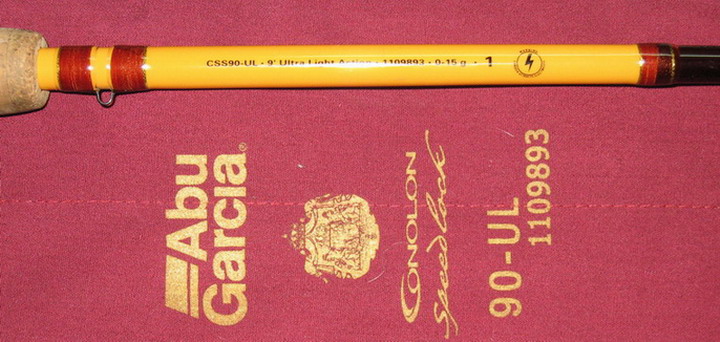 CSS90-UL • 9' Ultra Light Action • 1109893 • 0-15 g • 1
Abu
Garcia®
CONOLON
Speedlock
90-UL
1109893